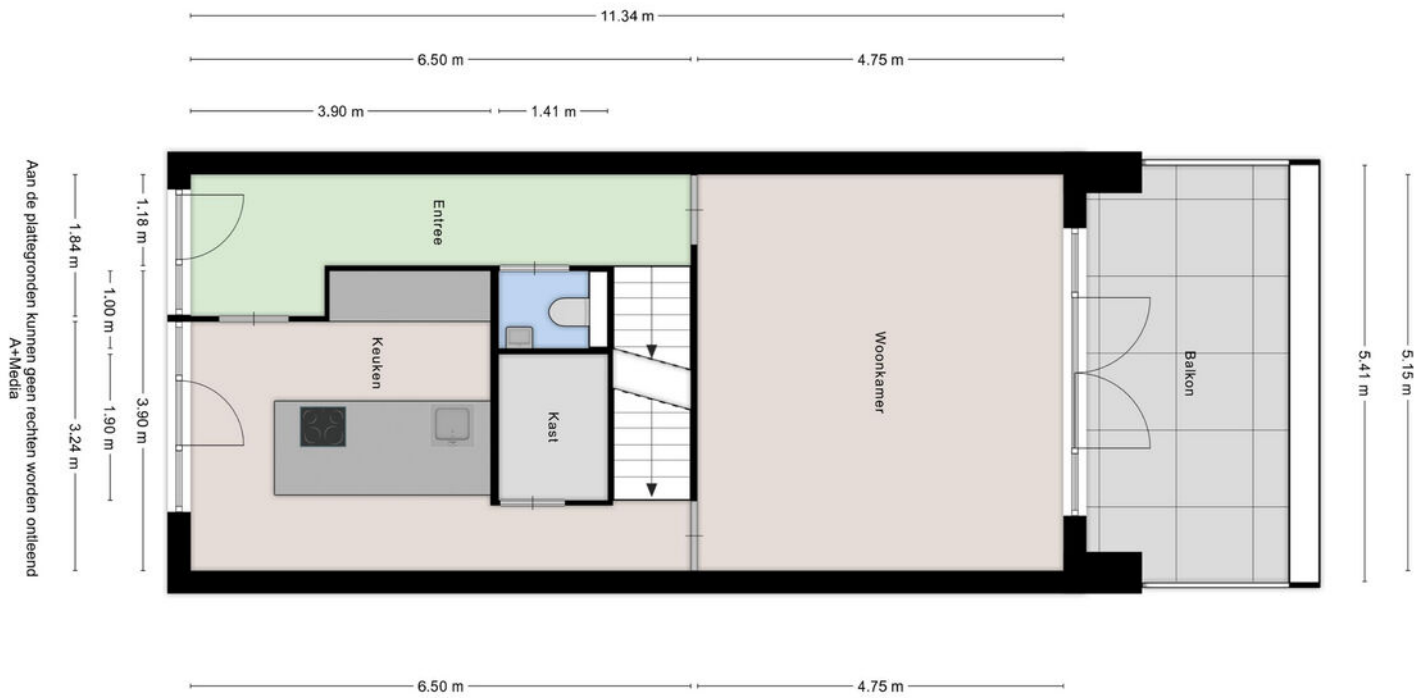 11.34 m
6.50 m
4.75 m
3.90 m
1.41 m
Aan de plattegronden kunnen geen rechten worden ontleend
A+Media
1.84 m
3.24 m
1.00 m
1.90 m
1.18 m
3.90 m
Entree
Keuken
Kast
Woonkamer
Balkon
5.41 m
5.15 m
6.50 m
4.75 m